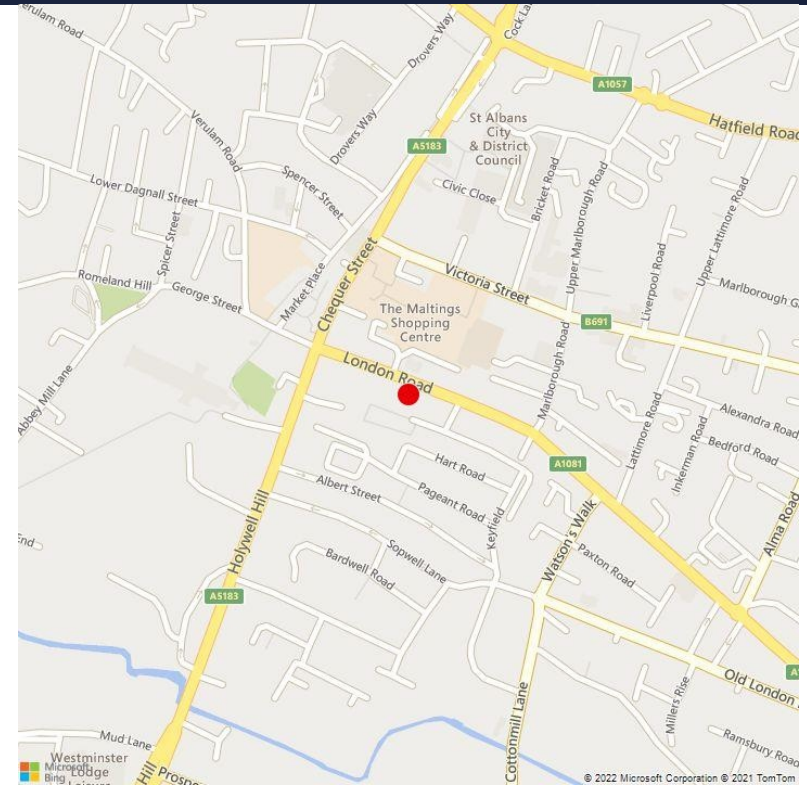 erulam Road
Drovers Way
Cock La
A1057
Hatfield Road
St Albans
City
& District
Council
A5183
Verulam Road
Drovers Way
Spencer Street
Civic Close
Bricket Road
Upper Marlborough Road
Upper Lattimore Road
Liverpool Road
Lower Dagnall Street
Spicer Street
Romeland Hill
George Street
Market Place
Chequer Street
Victoria Street
Marlborough G
The Maltings
Shopping
Centre
B691
London Road
Marlborough Road
Abbey Mill Lane
Lattimore Road
Alexandra Road
Inkerman Road
Bedford Road
A1081
Hart Road
Pageant Road
Albert Street
Keyfield
Watson's Walk
Alma Road
Holywell Hill
End
Sopwell Lane
Bardwell Road
Paxton Road
A5183
Old London
Millers Rise
Cottonmill Lane
Ramsbury Road
Mud Lane
Westminster
Lodge
Leisure
Hill
Prospe
Microsoft
Bing
© 2022 Microsoft Corporation © 2021 TomTom